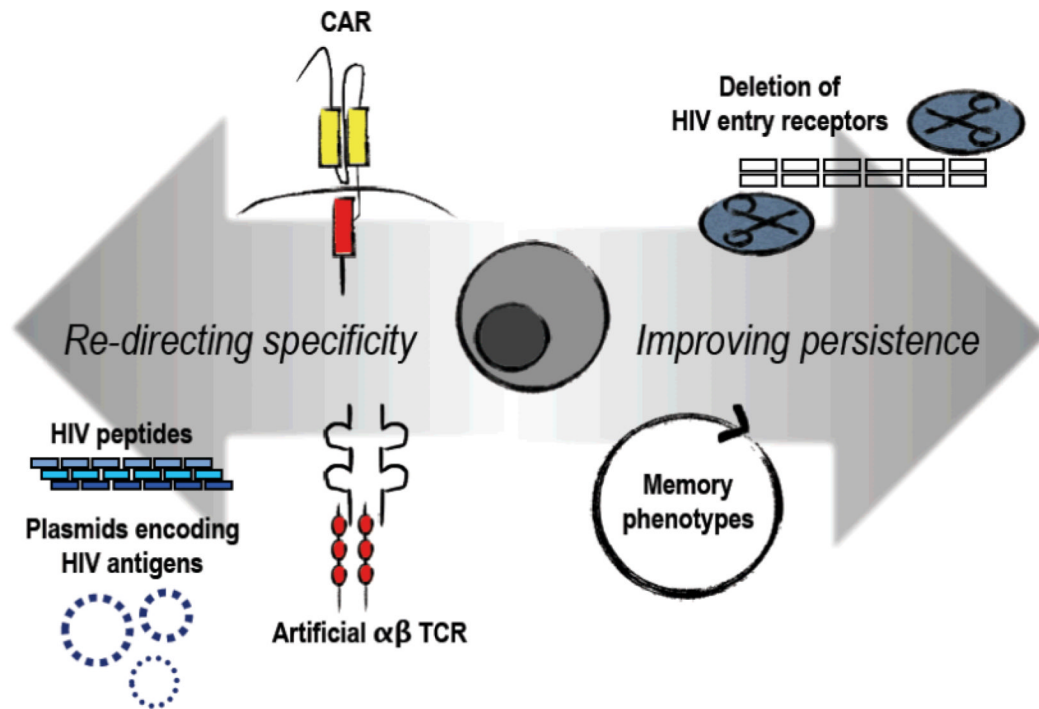 CAR
Deletion of
HIV entry receptors
Re-directing specificity
Improving persistence
HIV peptides
Plasmids encoding
HIV antigens
Artificial αβ TCR
Memory
phenotypes